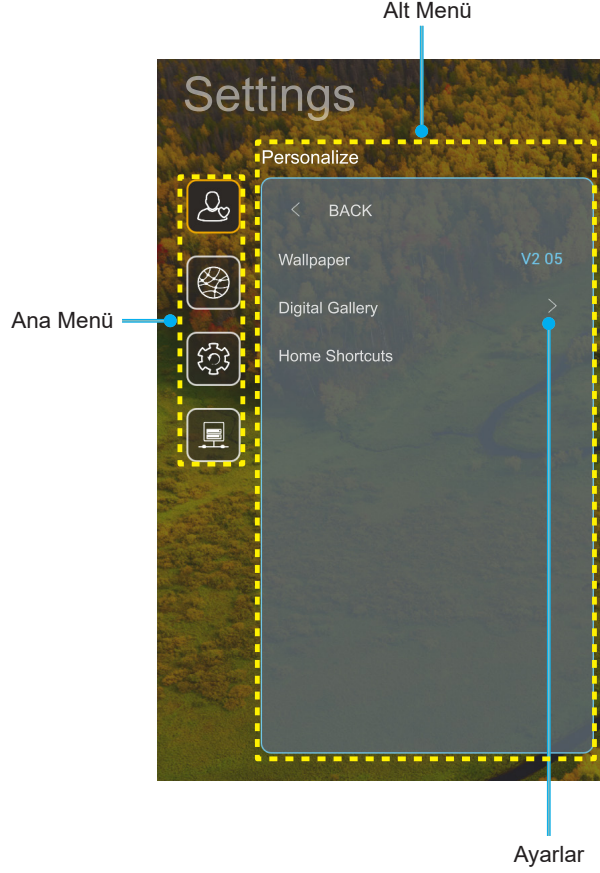 Alt Menü
Settings
Personalize
BACK
Wallpaper V2 05
Digital Gallery
Ana Menü
Home Shortcuts
Ayarlar